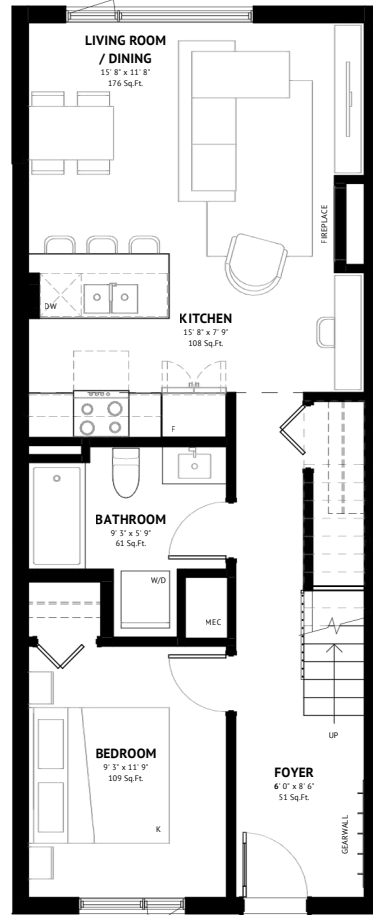 LIVING ROOM
/ DINING
15' 8" x 11' 8"
176 Sq.Ft.
FIREPLACE
DW
KITCHEN
15' 8" x 7' 9"
108 Sq.Ft.
F
BATHROOM
9' 3" x 5' 9"
61 Sq.Ft.
W/D
MEC
UP
BEDROOM
9' 3" x 11' 9"
109 Sq.Ft.
K
FOYER
6' 0" x 8' 6"
51 Sq.Ft.
GEARWALL